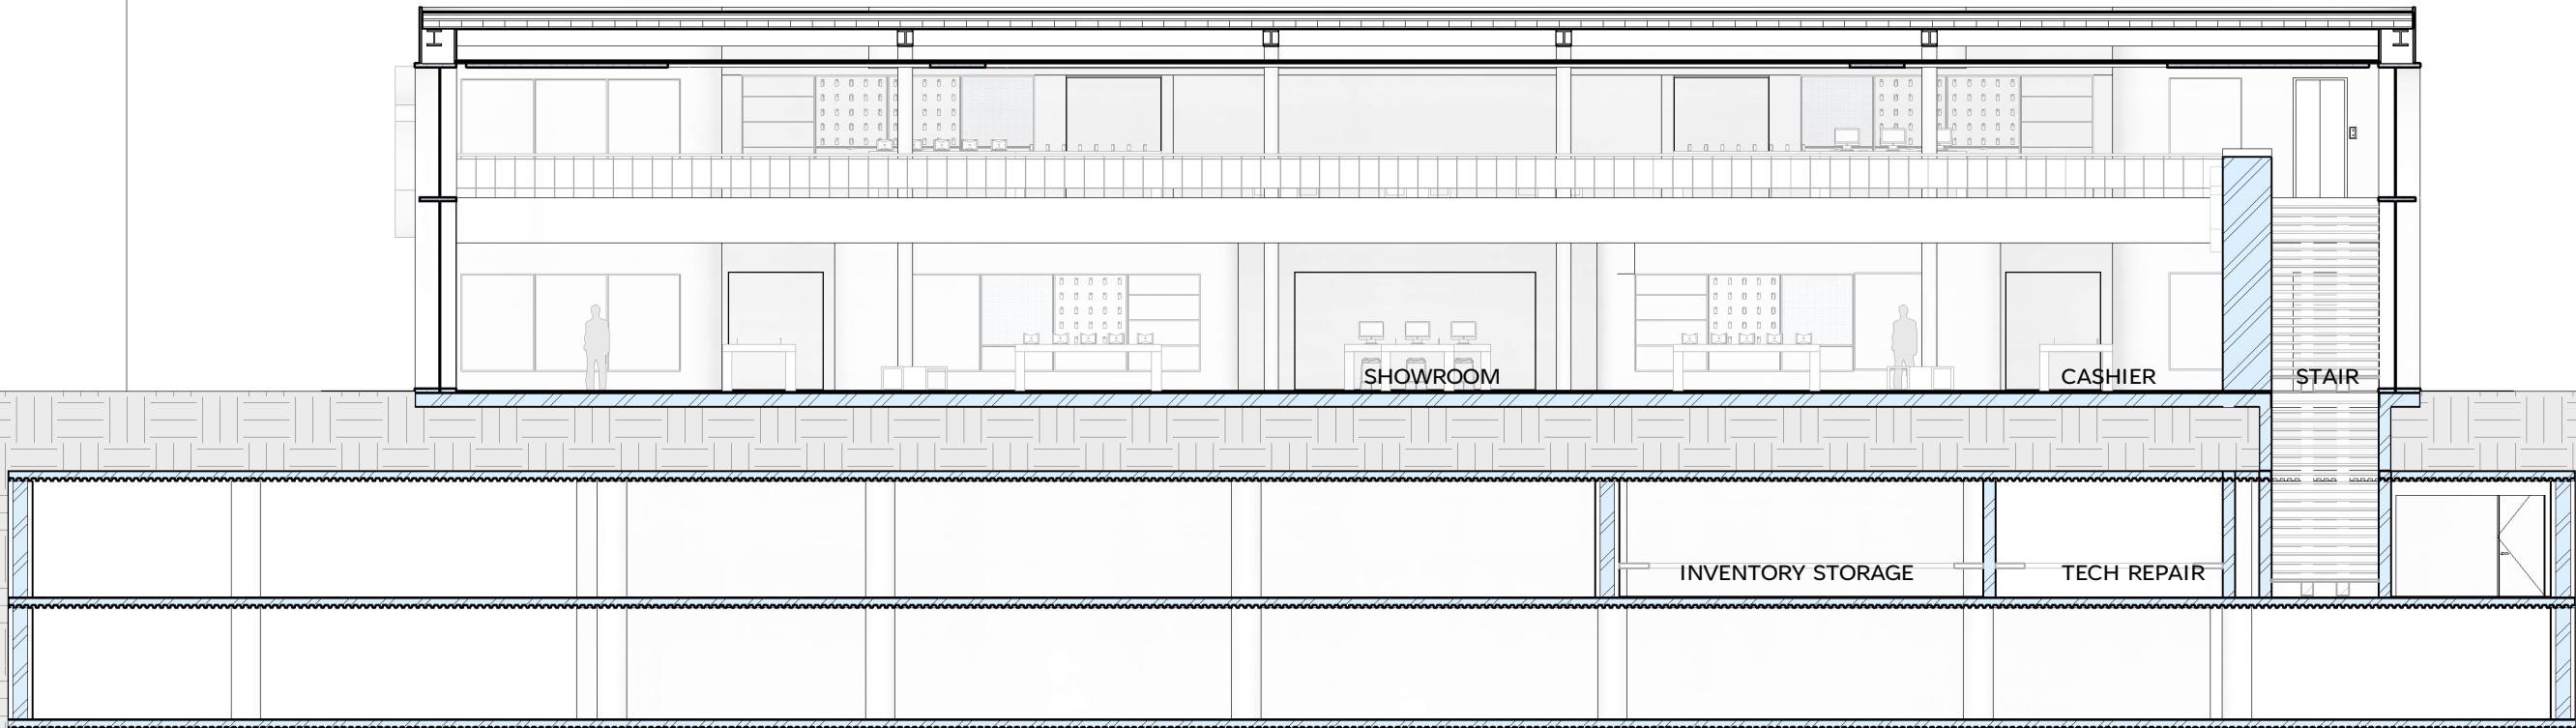 SHOWROOM
CASHIER
STAIR
INVENTORY STORAGE
TECH REPAIR